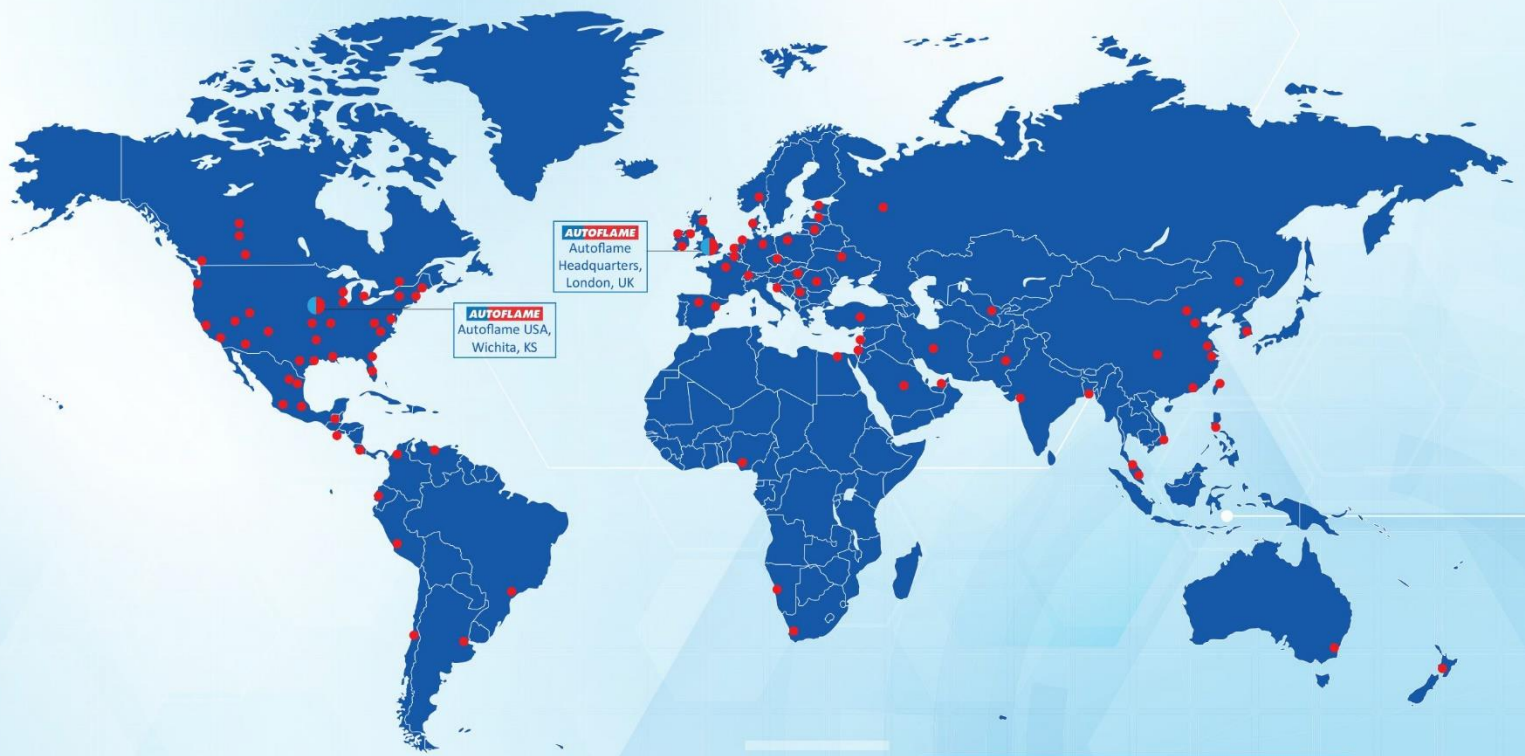 AUTOFLAME
Autoflame
Headquarters,
London, UK
AUTOFLAME
Autoflame USA,
Wichita, KS